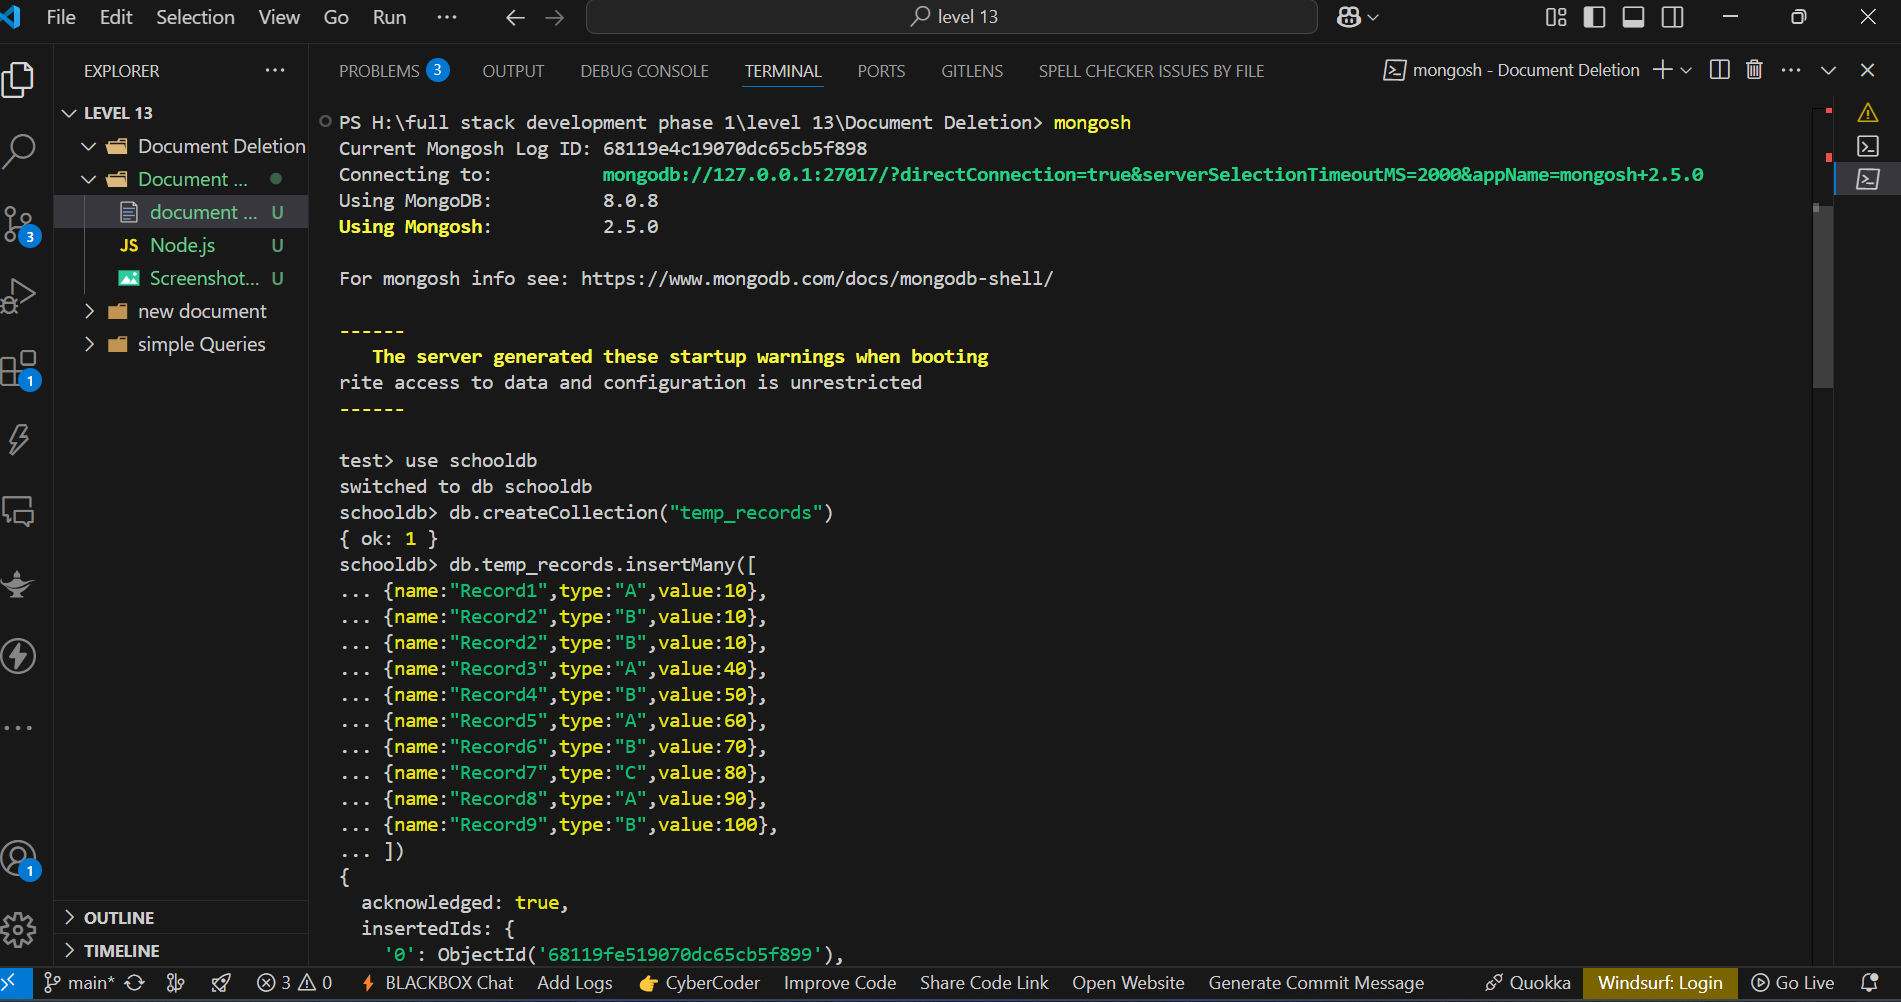 File Edit Selection View Go Run ... level 13
EXPLORER ...
LEVEL 13
Document Deletion
Document ...
document ... U
JS Node.js U
Screenshot... U
new document
simple Queries
OUTLINE
TIMELINE
3
1
1
PROBLEMS 3 OUTPUT DEBUG CONSOLE TERMINAL PORTS GITLENS SPELL CHECKER ISSUES BY FILE mongosh - Document Deletion
PS H:\full stack development phase 1\level 13\Document Deletion> mongosh
Current Mongosh Log ID: 68119e4c19070dc65cb5f898
Connecting to: mongodb://127.0.0.1:27017/?directConnection=true&serverSelectionTimeoutMS=2000&appName=mongosh+2.5.0
Using MongoDB: 8.0.8
Using Mongosh: 2.5.0
For mongosh info see: https://www.mongodb.com/docs/mongodb-shell/
------
The server generated these startup warnings when booting
rite access to data and configuration is unrestricted
------
test> use schooldb
switched to db schooldb
schooldb> db.createCollection("temp_records")
{ ok: 1 }
schooldb> db.temp_records.insertMany([
... {name:"Record1",type:"A",value:10},
... {name:"Record2",type:"B",value:10},
... {name:"Record2",type:"B",value:10},
... {name:"Record3",type:"A",value:40},
... {name:"Record4",type:"B",value:50},
... {name:"Record5",type:"A",value:60},
... {name:"Record6",type:"B",value:70},
... {name:"Record7",type:"C",value:80},
... {name:"Record8",type:"A",value:90},
... {name:"Record9",type:"B",value:100},
... ])
{
acknowledged: true,
insertedIds: {
'0': ObjectId('68119fe519070dc65cb5f899'),
main* 3 0 BLACKBOX Chat Add Logs CyberCoder Improve Code Share Code Link Open Website Generate Commit Message Quokka Windsurf: Login Go Live